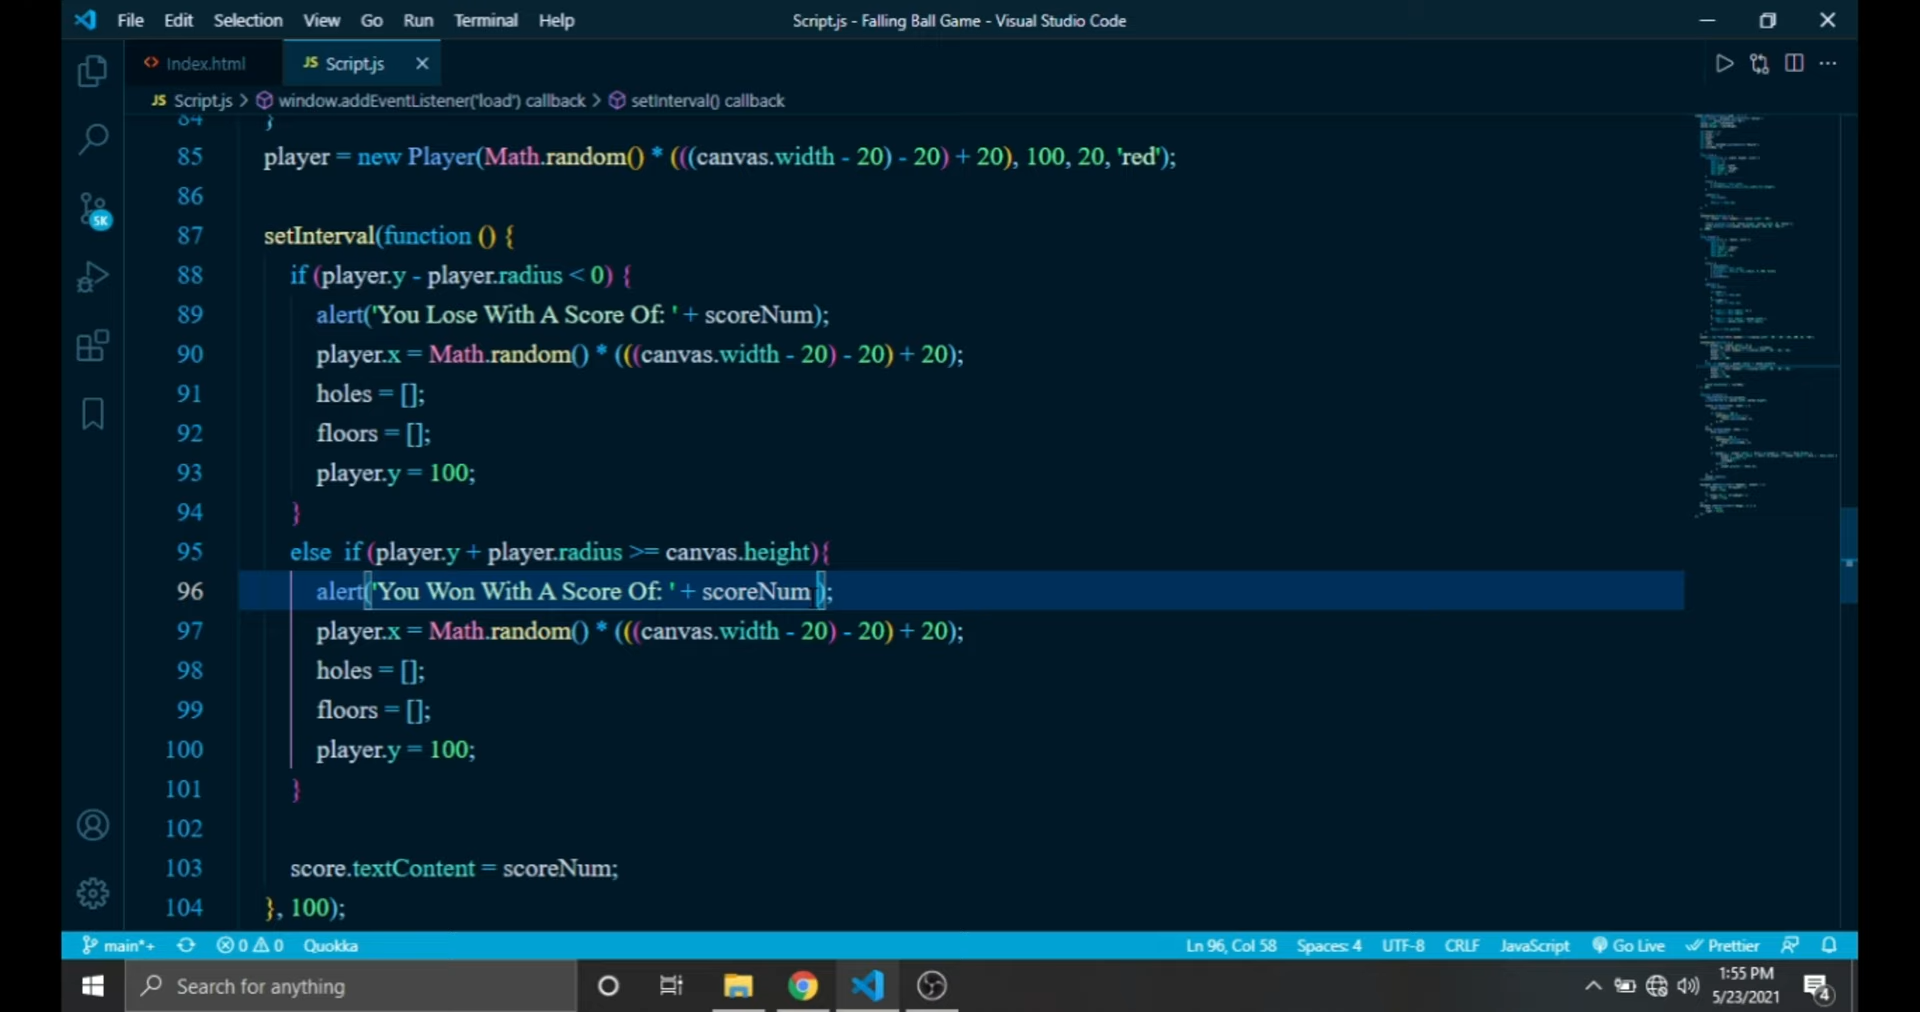 File Edit Selection View Go Run Terminal Help Script.js - Falling Ball Game - Visual Studio Code
<> Index.html JS Script.js ×
JS Script.js > window.addEventListener('load') callback > setInterval() callback
84 }
85 player = new Player(Math.random() * (((canvas.width - 20) - 20) + 20), 100, 20, 'red');
86
87 setInterval(function () {
88 if (player.y - player.radius < 0) {
89 alert('You Lose With A Score Of: ' + scoreNum);
90 player.x = Math.random() * (((canvas.width - 20) - 20) + 20);
91 holes = [];
92 floors = [];
93 player.y = 100;
94 }
95 else  if (player.y + player.radius >= canvas.height){
96 alert('You Won With A Score Of: ' + scoreNum );
97 player.x = Math.random() * (((canvas.width - 20) - 20) + 20);
98 holes = [];
99 floors = [];
100 player.y = 100;
101 }
102
103 score.textContent = scoreNum;
104 }, 100);
5K
main*+ 0 0 Quokka Ln 96, Col 58 Spaces: 4 UTF-8 CRLF JavaScript Go Live Prettier
Search for anything
1:55 PM
5/23/2021
4